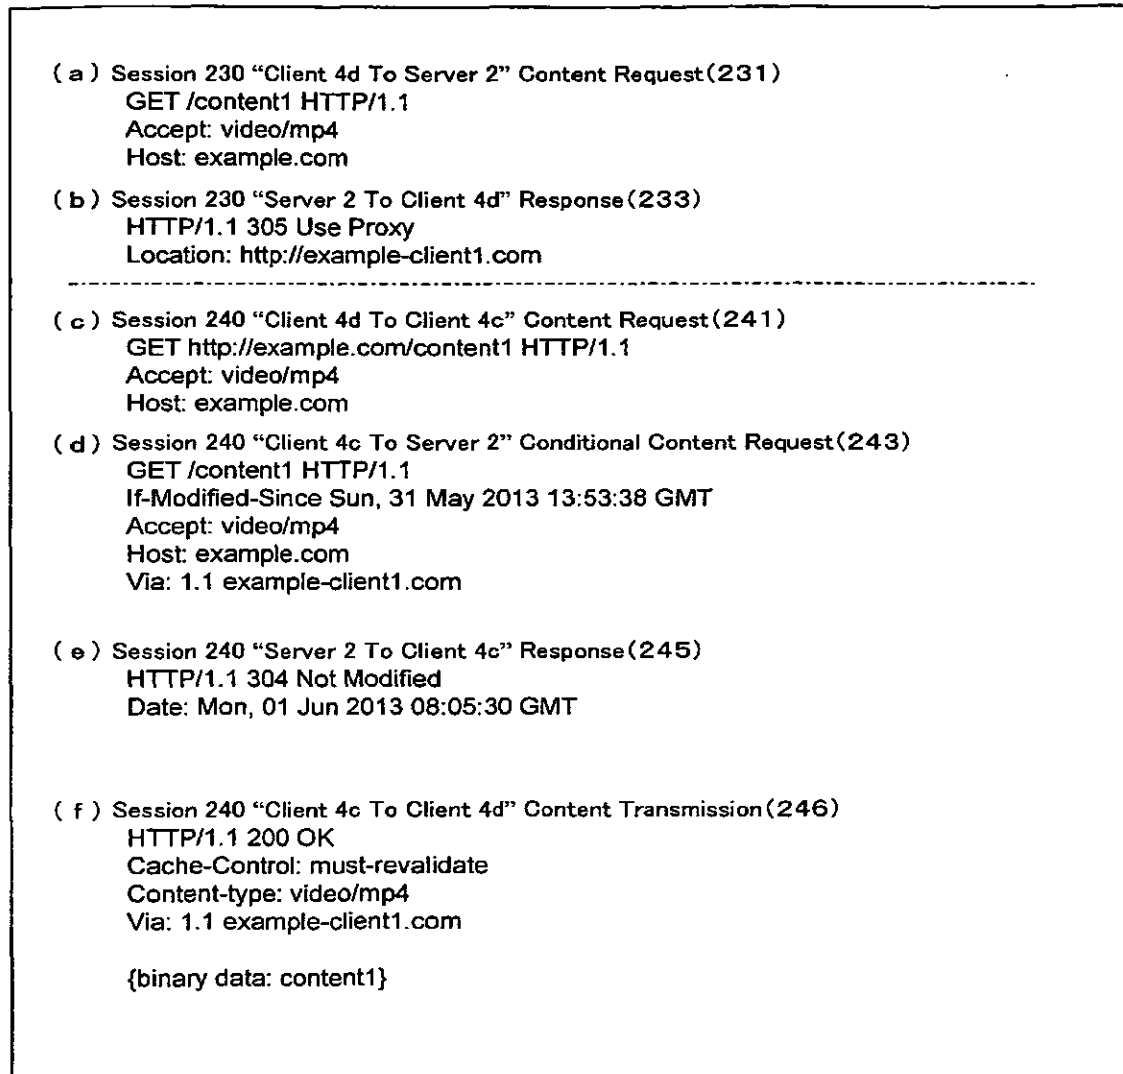 (a) Session 230 “Client 4d To Server 2” Content Request(231)
GET /content1 HTTP/1.1
Accept: video/mp4
Host: example.com
(b) Session 230 “Server 2 To Client 4d” Response(233)
HTTP/1.1 305 Use Proxy
Location: http://example-client1.com
(c) Session 240 “Client 4d To Client 4c” Content Request(241)
GET http://example.com/content1 HTTP/1.1
Accept: video/mp4
Host: example.com
(d) Session 240 “Client 4c To Server 2” Conditional Content Request(243)
GET /content1 HTTP/1.1
If-Modified-Since Sun, 31 May 2013 13:53:38 GMT
Accept: video/mp4
Host: example.com
Via: 1.1 example-client1.com
(e) Session 240 “Server 2 To Client 4c” Response(245)
HTTP/1.1 304 Not Modified
Date: Mon, 01 Jun 2013 08:05:30 GMT
(f) Session 240 “Client 4c To Client 4d” Content Transmission(246)
HTTP/1.1 200 OK
Cache-Control: must-revalidate
Content-type: video/mp4
Via: 1.1 example-client1.com
{binary data: content1}